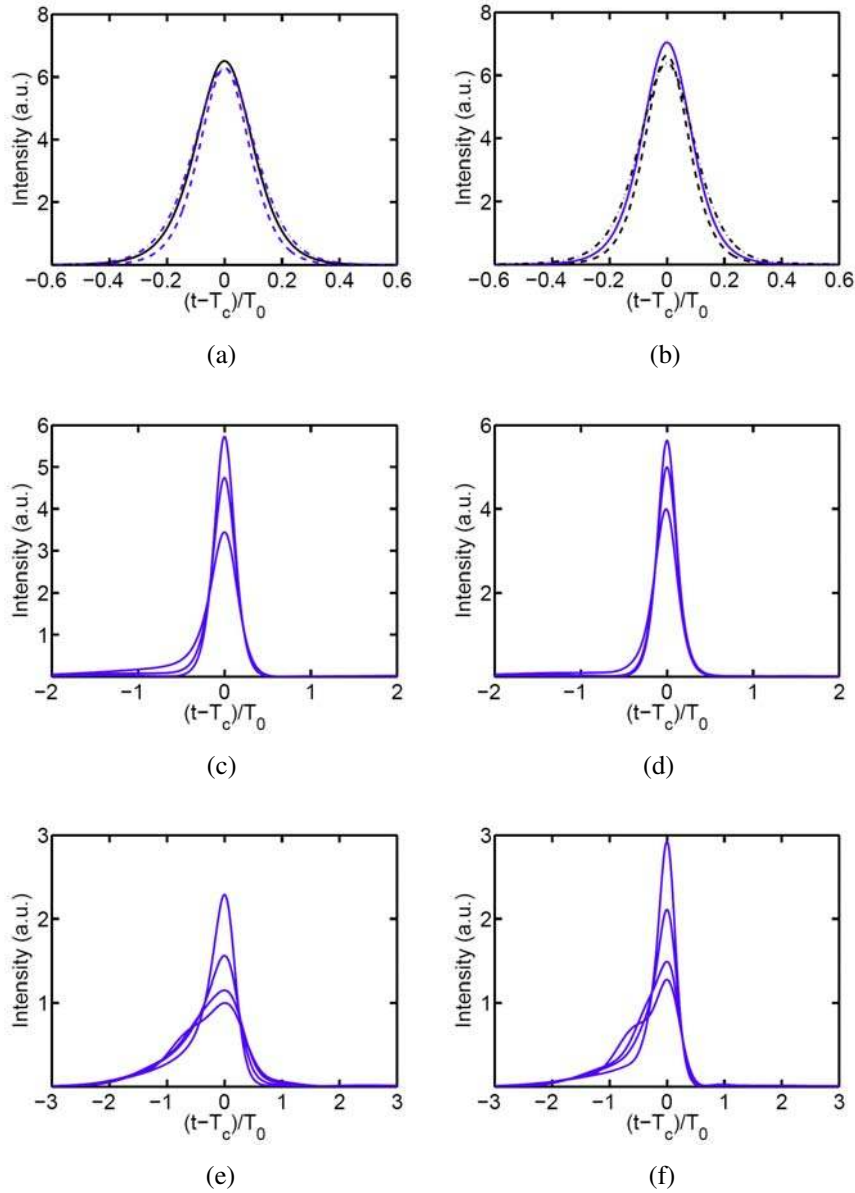 8
6
4
2
Intensity (a.u.)
−0.6 −0.4 −0.2 0 0.2 0.4 0.6
(t−T_c)/T_0
(a)
8
6
4
2
Intensity (a.u.)
−0.6 −0.4 −0.2 0 0.2 0.4 0.6
(t−T_c)/T_0
(b)
6
5
4
3
2
1
Intensity (a.u.)
−2 −1 0 1 2
(t−T_c)/T_0
(c)
6
4
2
Intensity (a.u.)
−2 −1 0 1 2
(t−T_c)/T_0
(d)
3
2
1
Intensity (a.u.)
−3 −2 −1 0 1 2 3
(t−T_c)/T_0
(e)
3
2
1
Intensity (a.u.)
−3 −2 −1 0 1 2 3
(t−T_c)/T_0
(f)